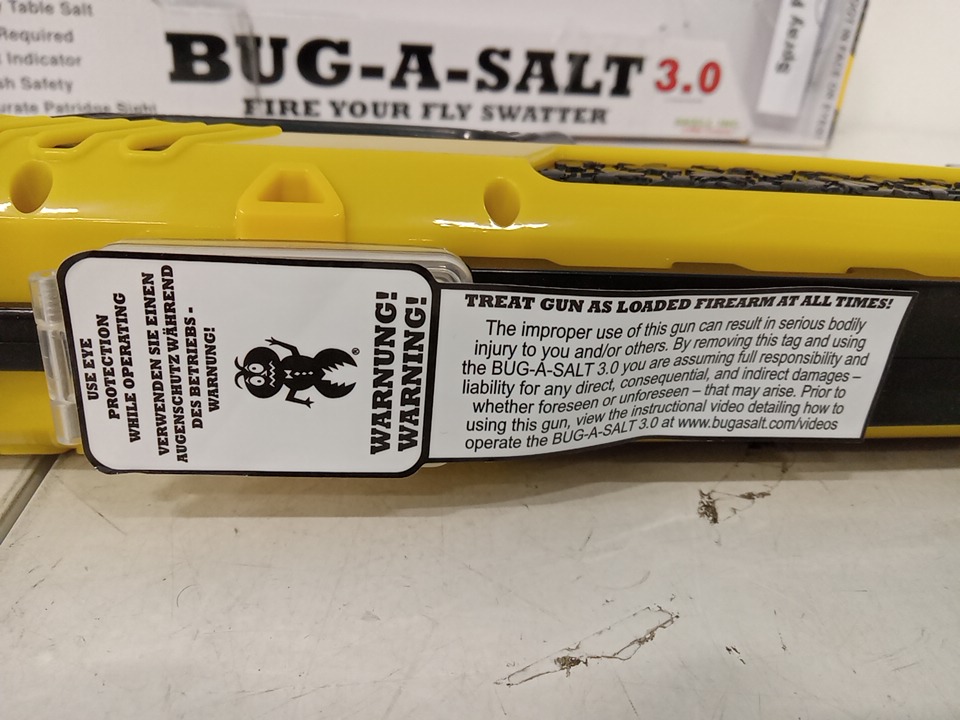 Table Salt
Required
Indicator
Safety
Patridge Sight
BUG-A-SALT 3.0
FIRE YOUR FLY SWATTER
Spray
USE EYE
PROTECTION
WHILE OPERATING
VERWENDEN SIE EINEN
AUGENSCHUTZ WÄHREND
DES BETRIEBS -
WARNUNG!
®
WARNUNG!
WARNING!
TREAT GUN AS LOADED FIREARM AT ALL TIMES!
The improper use of this gun can result in serious bodily
injury to you and/or others. By removing this tag and using
the BUG-A-SALT 3.0 you are assuming full responsibility and
liability for any direct, consequential, and indirect damages –
whether foreseen or unforeseen – that may arise. Prior to
using this gun, view the instructional video detailing how to
operate the BUG-A-SALT 3.0 at www.bugasalt.com/videos